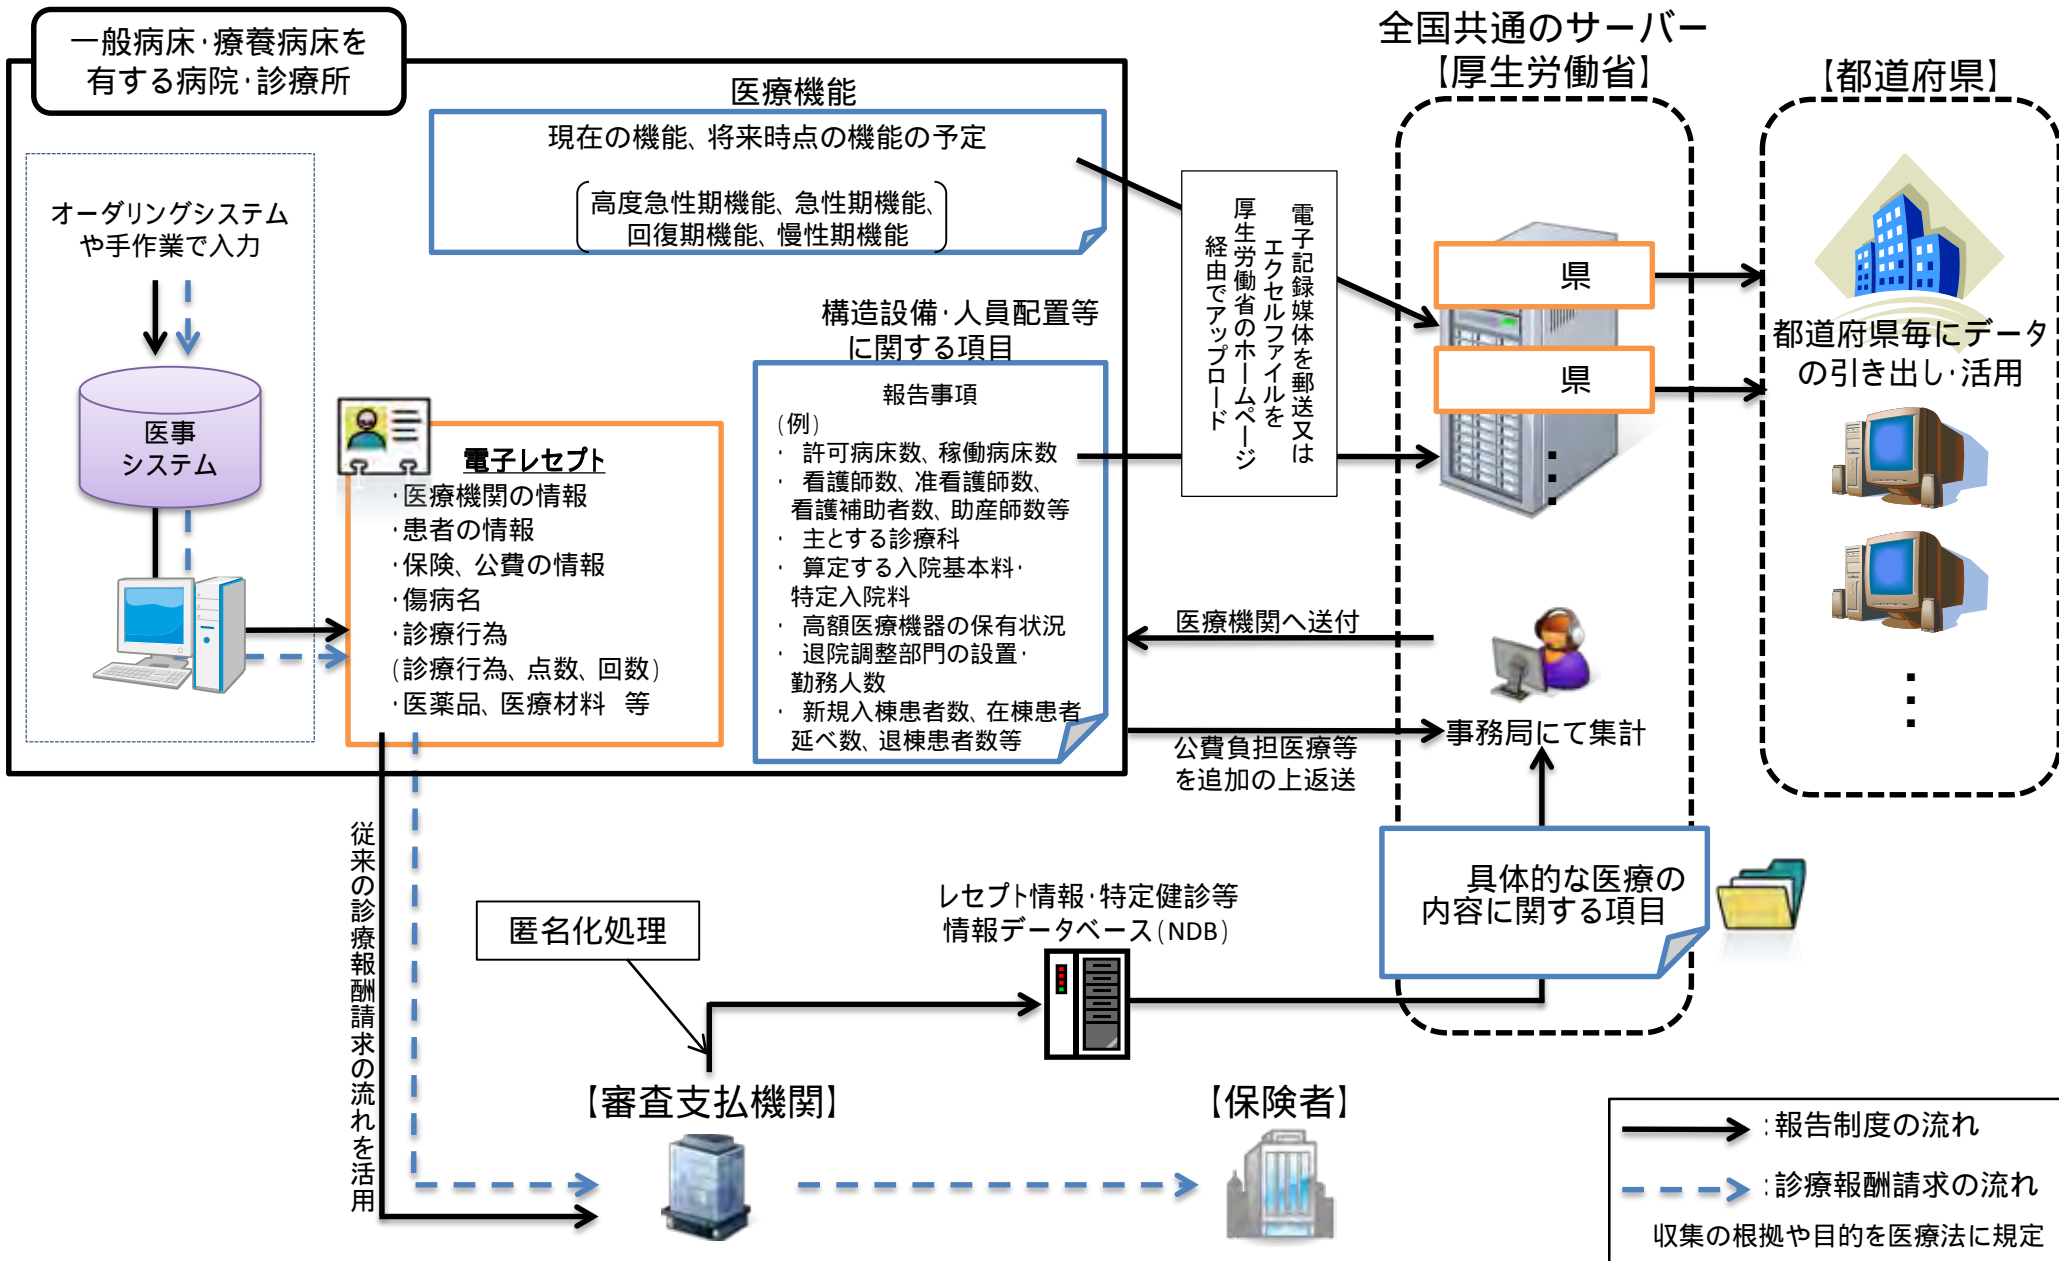 一般病床・療養病床を
有する病院・診療所
オーダリングシステム
や手作業で入力
医事
システム
医療機能
現在の機能、将来時点の機能の予定
高度急性期機能、急性期機能、
回復期機能、慢性期機能
電子レセプト
・医療機関の情報
・患者の情報
・保険、公費の情報
・傷病名
・診療行為
(診療行為、点数、回数)
・医薬品、医療材料 等
構造設備・人員配置等
に関する項目
報告事項
(例)
・ 許可病床数、稼働病床数
・ 看護師数、准看護師数、
看護補助者数、助産師数等
・ 主とする診療科
・ 算定する入院基本料・
特定入院料
・ 高額医療機器の保有状況
・ 退院調整部門の設置・
勤務人数
・ 新規入棟患者数、在棟患者
延べ数、退棟患者数等
電子記録媒体を郵送又は
エクセルファイルを
厚生労働省のホームページ
経由でアップロード
全国共通のサーバー
【厚生労働省】
県
県
⋮
【都道府県】
都道府県毎にデータ
の引き出し・活用
⋮
医療機関へ送付
公費負担医療等
を追加の上返送
事務局にて集計
具体的な医療の
内容に関する項目
従来の診療報酬請求の流れを活用
匿名化処理
レセプト情報・特定健診等
情報データベース(NDB)
【審査支払機関】
【保険者】
:報告制度の流れ
:診療報酬請求の流れ
収集の根拠や目的を医療法に規定